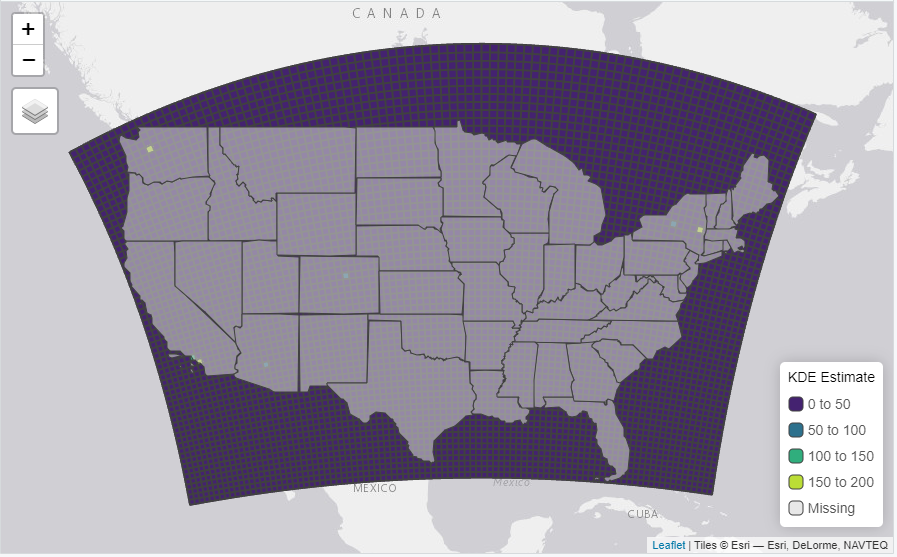 CANADA
+
−
MEXICO
Mexico
CUBA
KDE Estimate
0 to 50
50 to 100
100 to 150
150 to 200
Missing
Leaflet | Tiles © Esri — Esri, DeLorme, NAVTEQ